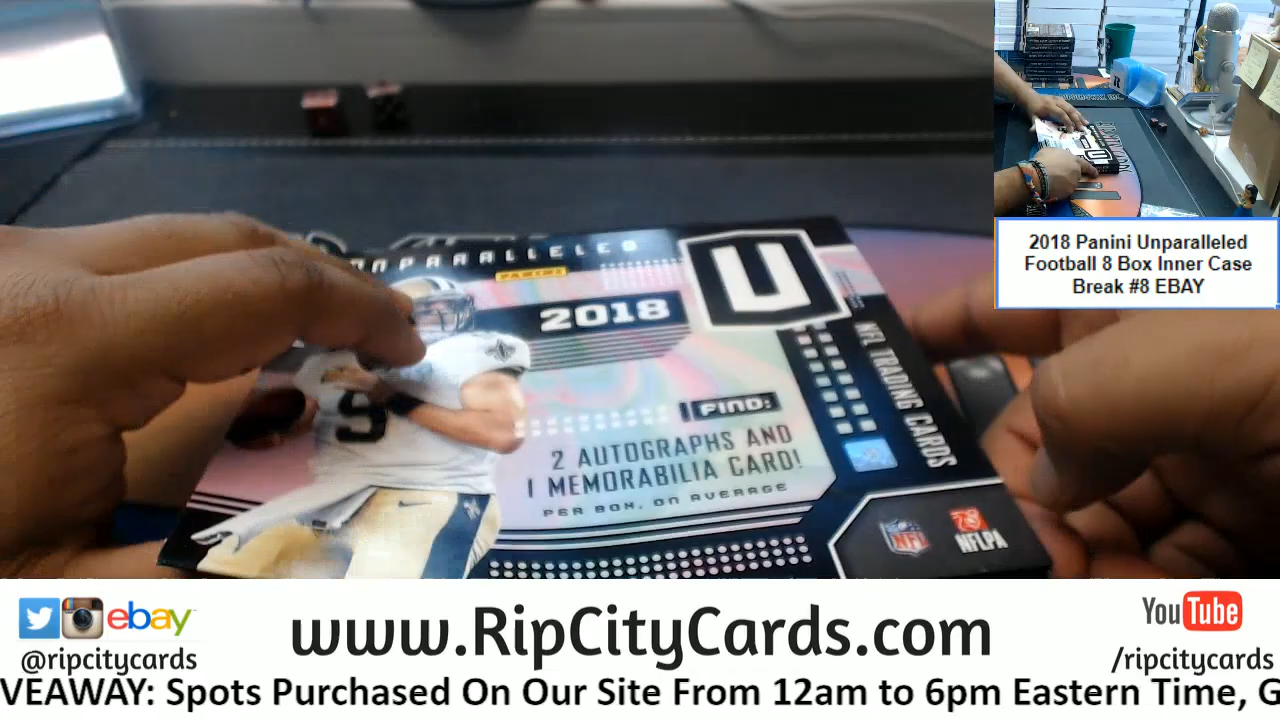 UNPARALLELED
PANINI
2018
U
NFL TRADING CARDS
FIND:
2 AUTOGRAPHS AND
1 MEMORABILIA CARD!
PER BOX, ON AVERAGE
9
NFL
NFLPA
2018 Panini Unparalleled
Football 8 Box Inner Case
Break #8 EBAY
ebay
@ripcitycards
www.RipCityCards.com
YouTube
/ripcitycards
VEAWAY: Spots Purchased On Our Site From 12am to 6pm Eastern Time, G